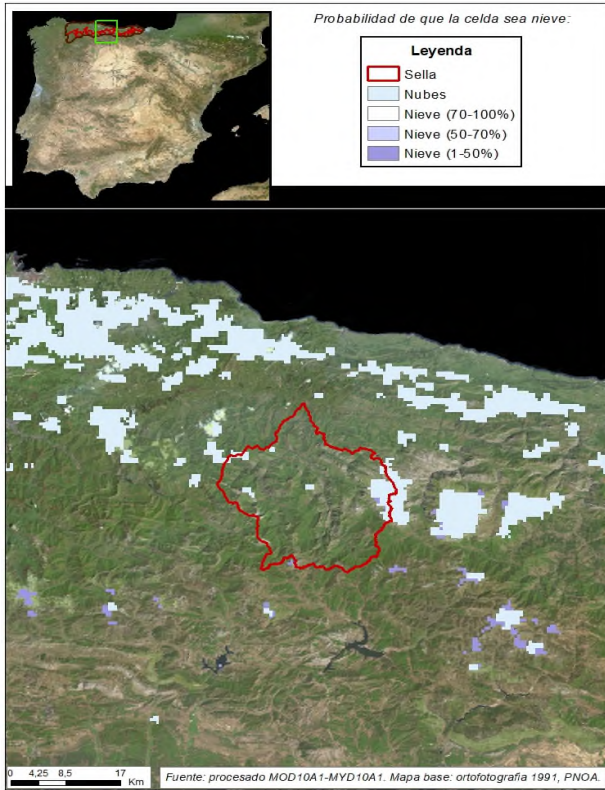 Probabilidad de que la celda sea nieve:
Leyenda
Sella
Nubes
Nieve (70-100%)
Nieve (50-70%)
Nieve (1-50%)
0 4,25 8,5 17
Km
Fuente: procesado MOD10A1-MYD10A1. Mapa base: ortofotografia 1991, PNOA.